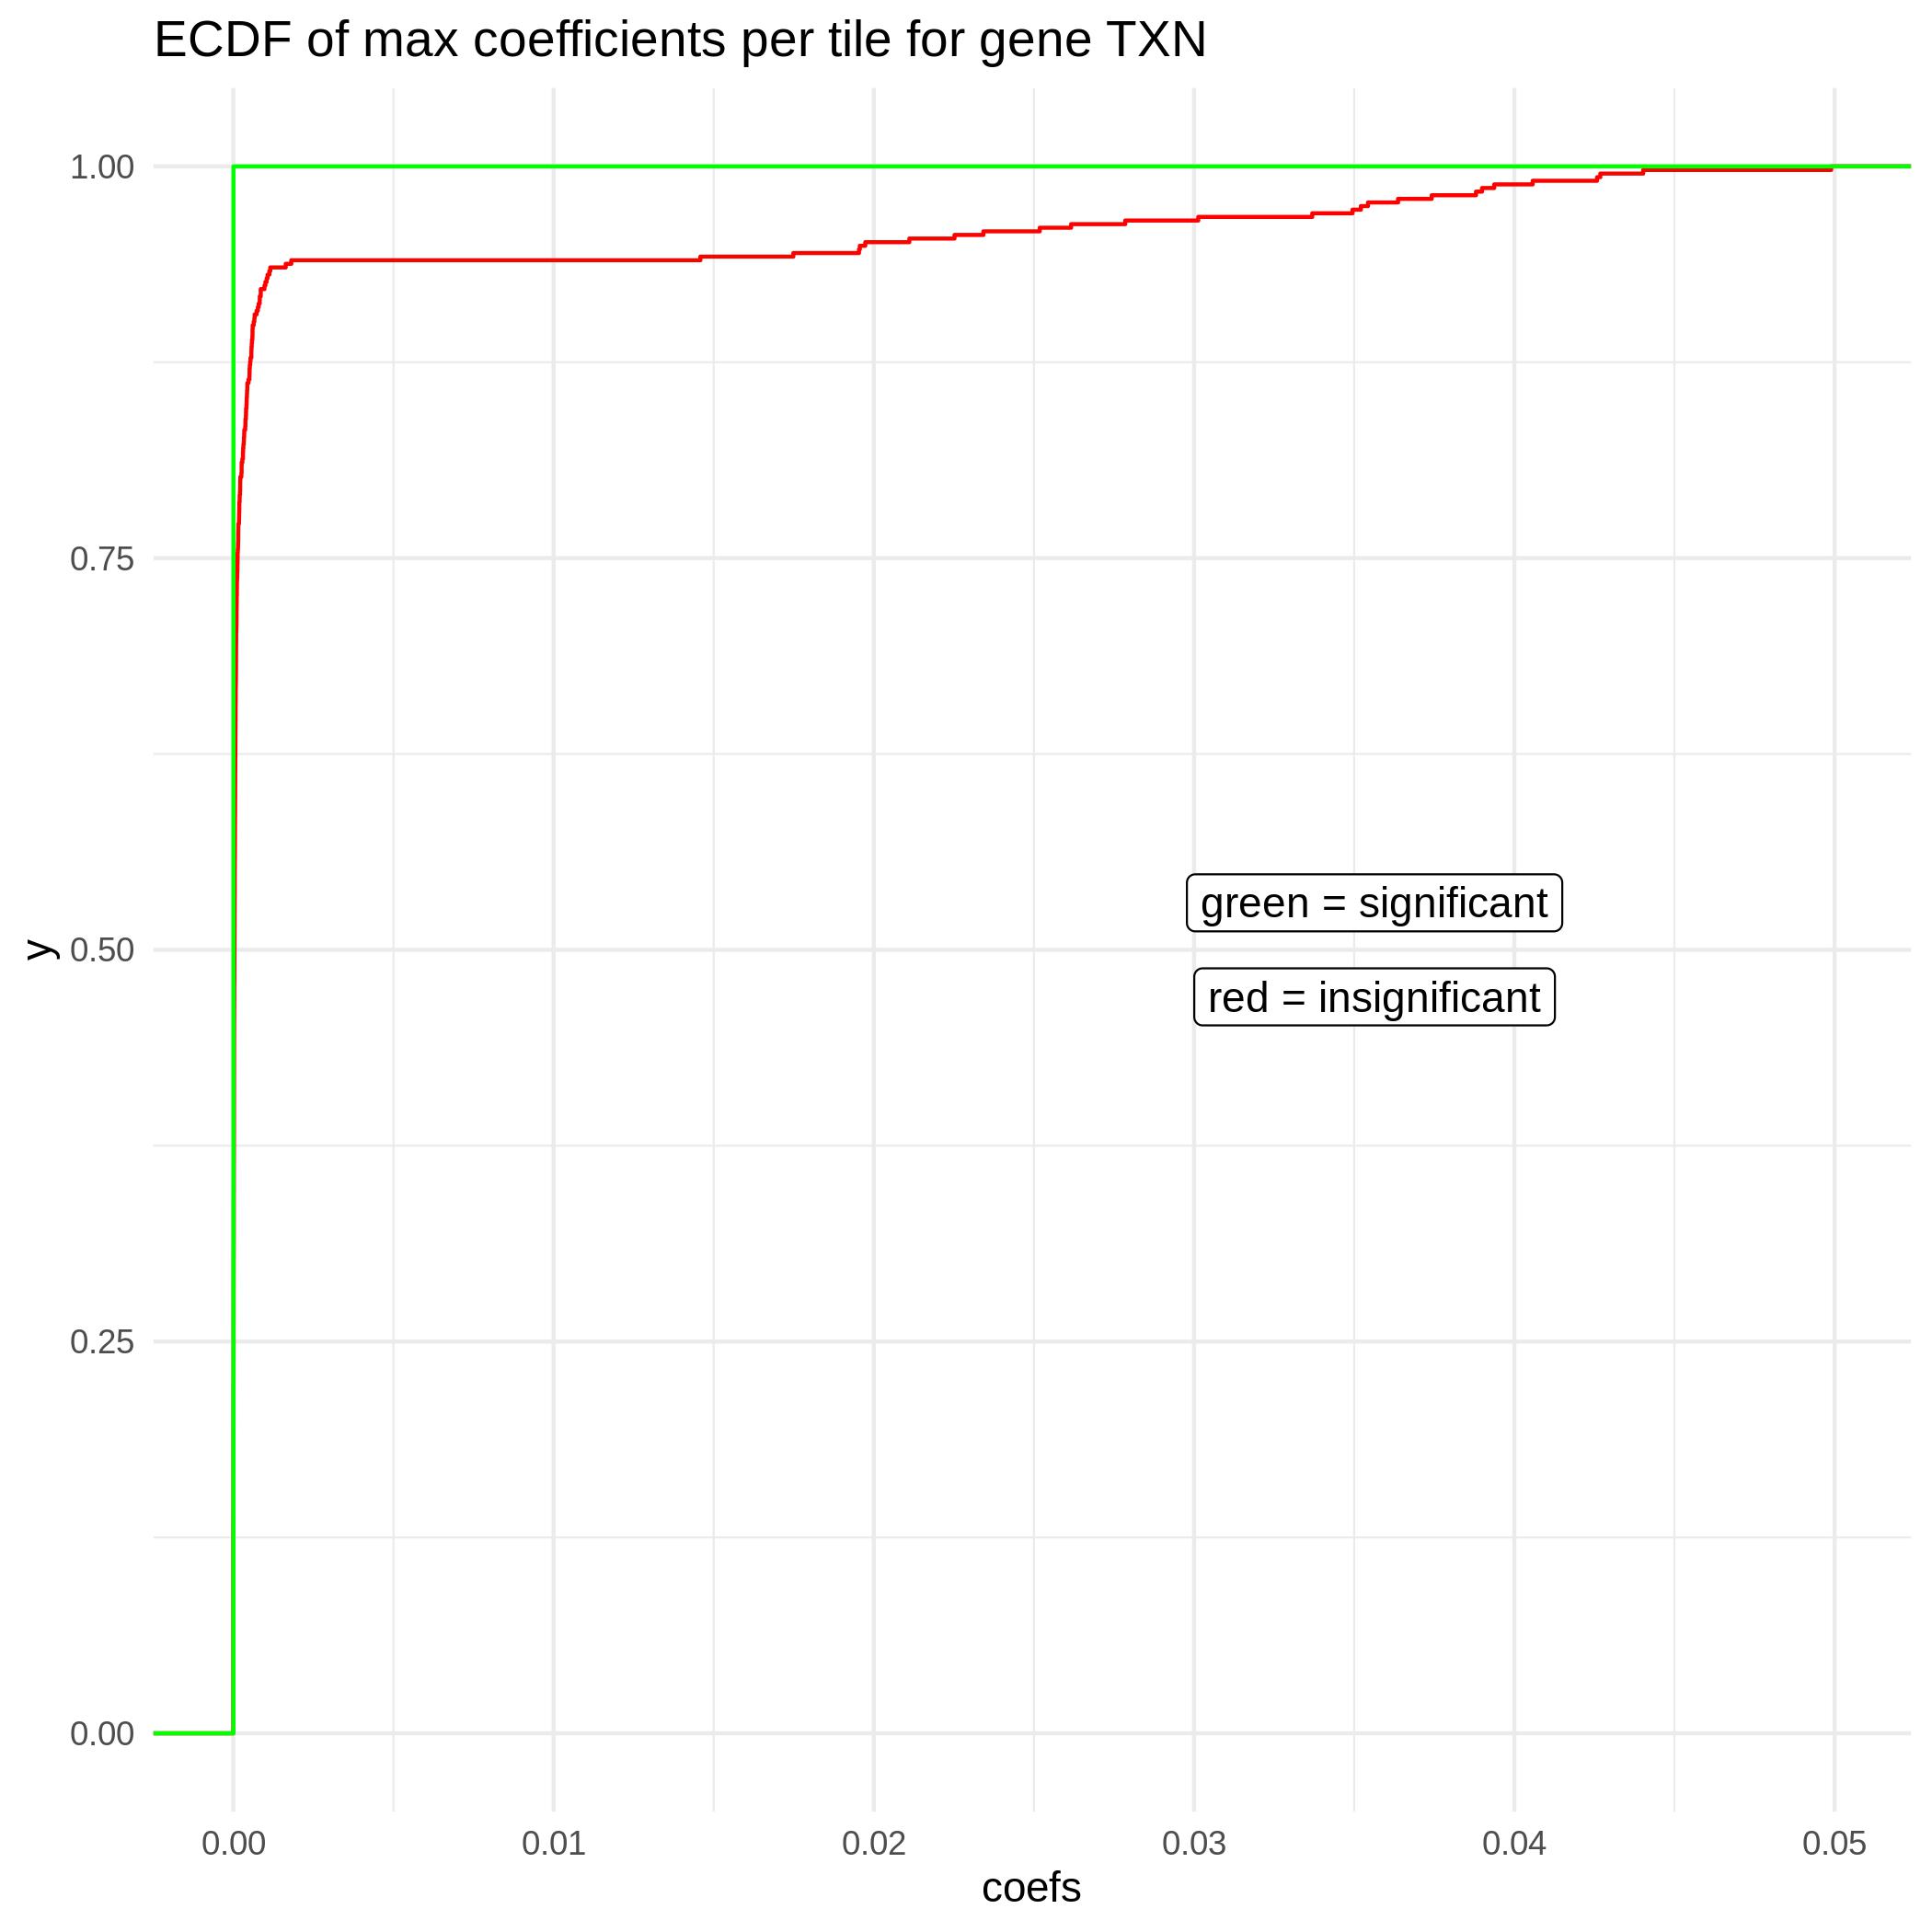 ECDF of max coefficients per tile for gene TXN
1.00
0.75
0.50
0.25
0.00
y
green = significant
red = insignificant
0.00 0.01 0.02 0.03 0.04 0.05
coefs